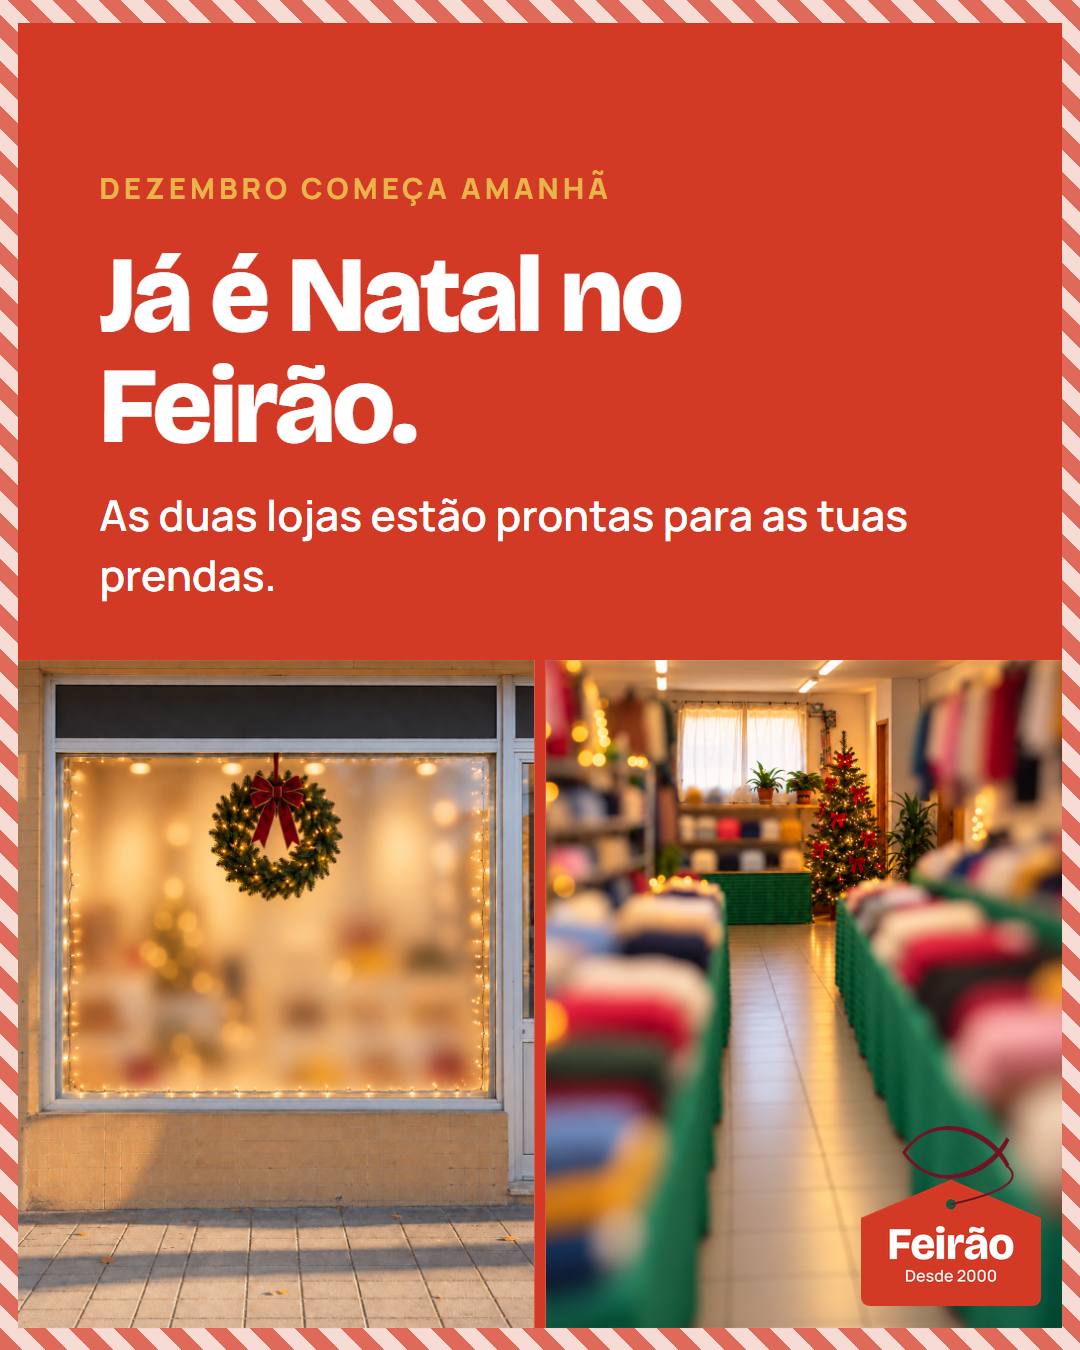 DEZEMBRO COMEÇA AMANHÃ
Já é Natal no
Feirão.
As duas lojas estão prontas para as tuas
prendas.
Feirão
Desde 2000